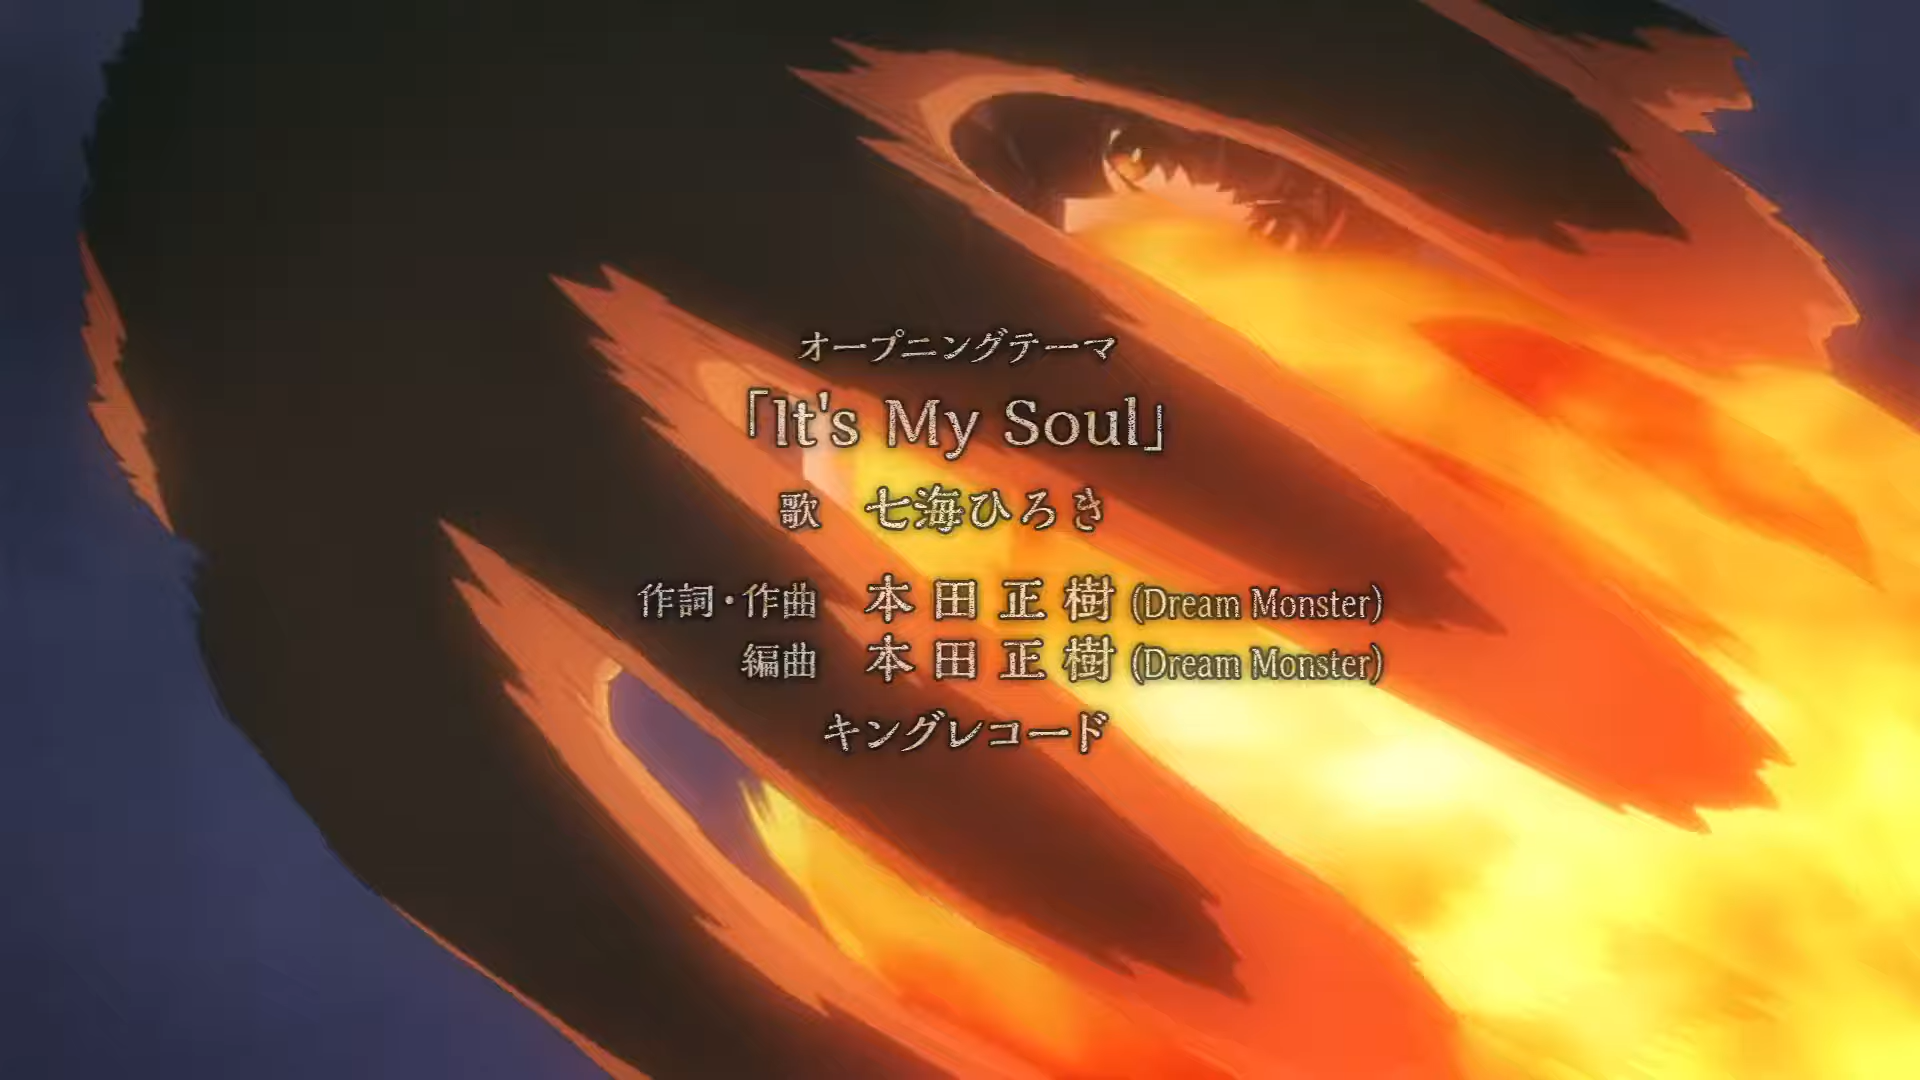 オープニングテーマ
「It's My Soul」
歌　七海ひろき
作詞・作曲　本田正樹 (Dream Monster)
編曲　本田正樹 (Dream Monster)
キングレコード